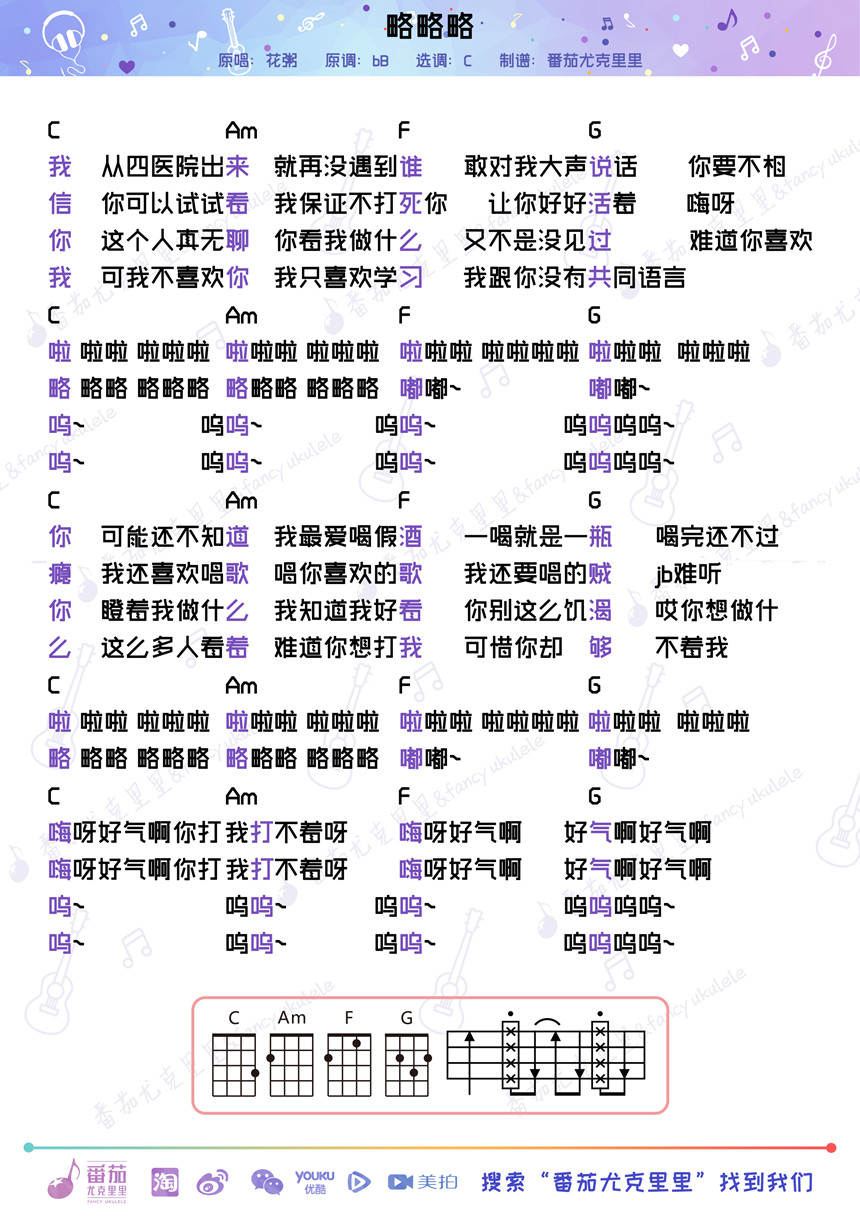 略略略
原唱：花粥 原调：bB 选调：C 制谱：番茄尤克里里
C Am F G
我 从四医院出来 就再没遇到谁 敢对我大声说话 你要不相
信 你可以试试看 我保证不打死你 让你好好活着 嗨呀
你 这个人真无聊 你看我做什么 又不是没见过 难道你喜欢
我 可我不喜欢你 我只喜欢学习 我跟你没有共同语言
C Am F G
啦 啦啦 啦啦啦 啦啦啦 啦啦啦 啦啦啦 啦啦啦啦 啦啦啦 啦啦啦
略 略略 略略略 略略略 略略略 嘟嘟~ 嘟嘟~
呜~ 呜呜~ 呜呜~ 呜呜呜呜~
呜~ 呜呜~ 呜呜~ 呜呜呜呜~
C Am F G
你 可能还不知道 我最爱喝假酒 一喝就是一瓶 喝完还不过
瘾 我还喜欢唱歌 唱你喜欢的歌 我还要唱的贼 jb难听
你 瞪着我做什么 我知道我好看 你别这么饥渴 哎你想做什
么 这么多人看着 难道你想打我 可惜你却 够 不着我
C Am F G
啦 啦啦 啦啦啦 啦啦啦 啦啦啦 啦啦啦 啦啦啦啦 啦啦啦 啦啦啦
略 略略 略略略 略略略 略略略 嘟嘟~ 嘟嘟~
C Am F G
嗨呀好气啊你打 我打不着呀 嗨呀好气啊 好气啊好气啊
嗨呀好气啊你打 我打不着呀 嗨呀好气啊 好气啊好气啊
呜~ 呜呜~ 呜呜~ 呜呜呜呜~
呜~ 呜呜~ 呜呜~ 呜呜呜呜~
C Am F G
番茄
尤克里里
FANCY UKULELE
淘
YOUKU
优酷
美拍
搜索“番茄尤克里里”找到我们
番茄尤克里里&fancy ukulele